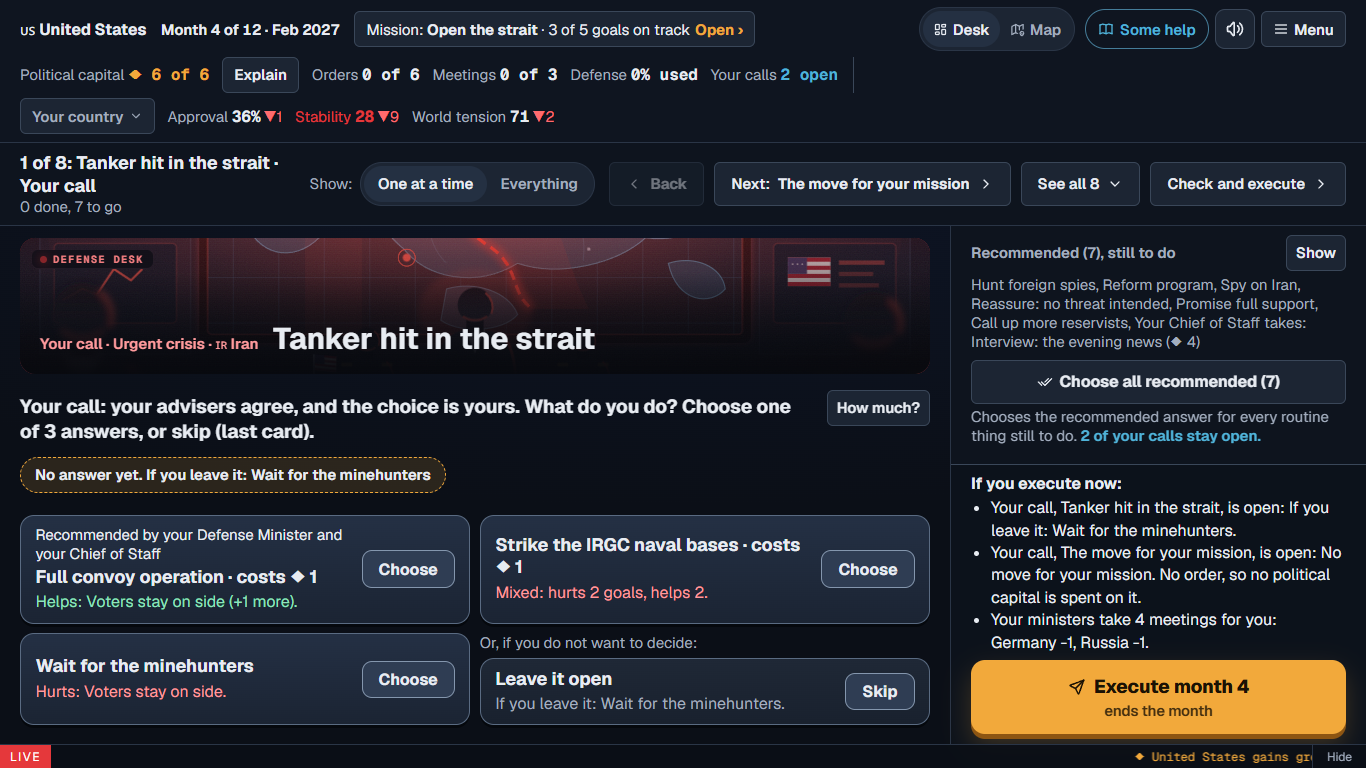 US United States Month 4 of 12 · Feb 2027 Mission: Open the strait · 3 of 5 goals on track Open › Desk Map Some help Menu
Political capital ◆ 6 of 6 Explain Orders 0 of 6 Meetings 0 of 3 Defense 0% used Your calls 2 open
Your country Approval 36% ▼1 Stability 28 ▼9 World tension 71 ▼2
1 of 8: Tanker hit in the strait ·
Your call
0 done, 7 to go
Show: One at a time Everything Back Next: The move for your mission See all 8 Check and execute
DEFENSE DESK
Your call · Urgent crisis · IR Iran Tanker hit in the strait
Your call: your advisers agree, and the choice is yours. What do you do? Choose one
of 3 answers, or skip (last card).
How much?
No answer yet. If you leave it: Wait for the minehunters
Recommended by your Defense Minister and
your Chief of Staff
Full convoy operation · costs ◆ 1
Helps: Voters stay on side (+1 more).
Choose
Strike the IRGC naval bases · costs
◆ 1
Mixed: hurts 2 goals, helps 2.
Choose
Wait for the minehunters
Hurts: Voters stay on side.
Choose
Or, if you do not want to decide:
Leave it open
If you leave it: Wait for the minehunters.
Skip
Recommended (7), still to do Show
Hunt foreign spies, Reform program, Spy on Iran,
Reassure: no threat intended, Promise full support,
Call up more reservists, Your Chief of Staff takes:
Interview: the evening news (◆ 4)
Choose all recommended (7)
Chooses the recommended answer for every routine
thing still to do. 2 of your calls stay open.
If you execute now:
• Your call, Tanker hit in the strait, is open: If you
leave it: Wait for the minehunters.
• Your call, The move for your mission, is open: No
move for your mission. No order, so no political
capital is spent on it.
• Your ministers take 4 meetings for you:
Germany -1, Russia -1.
Execute month 4
ends the month
LIVE ◆ United States gains Hide